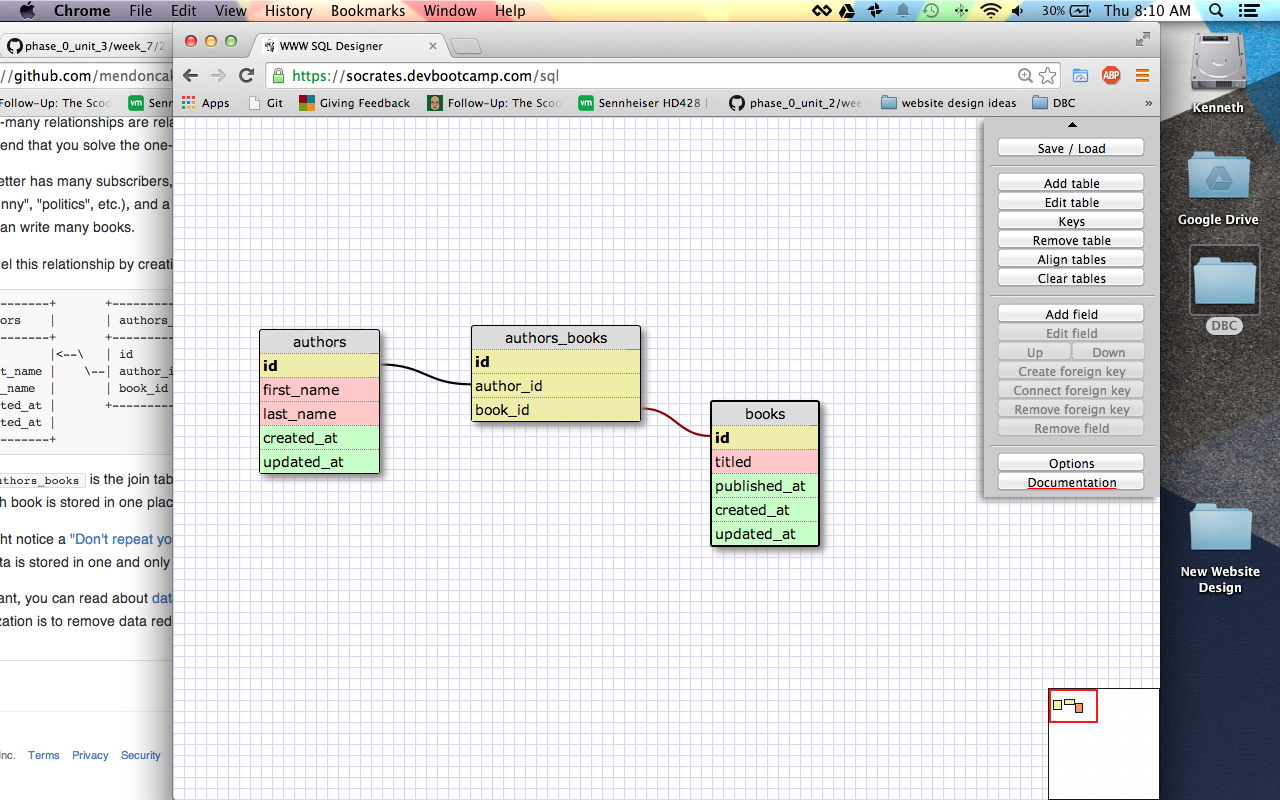 Chrome File Edit View History Bookmarks Window Help 30% Thu 8:10 AM
phase_0_unit_3/week_7/2
WWW SQL Designer
//github.com/mendoncak
https://socrates.devbootcamp.com/sql
ABP
Follow-Up: The Scoo
vm Senn
Apps Git Giving Feedback Follow-Up: The Scoo vm Sennheiser HD428 | phase_0_unit_2/wee website design ideas DBC »
-many relationships are rela
end that you solve the one-
etter has many subscribers,
nny", "politics", etc.), and a
an write many books.
el this relationship by creati
-------+ +----------
ors | | authors_
-------+ +----------
|<--\ | id
st_name | \--| author_i
_name | | book_id
ted_at | +----------
ted_at |
-------+
uthors_books is the join tab
h book is stored in one plac
ht notice a "Don't repeat yo
ta is stored in one and only
ant, you can read about dat
zation is to remove data red
Inc. Terms Privacy Security
authors
id
first_name
last_name
created_at
updated_at
authors_books
id
author_id
book_id
books
id
titled
published_at
created_at
updated_at
Save / Load
Add table
Edit table
Keys
Remove table
Align tables
Clear tables
Add field
Edit field
Up Down
Create foreign key
Connect foreign key
Remove foreign key
Remove field
Options
Documentation
Kenneth
Google Drive
DBC
New Website
Design